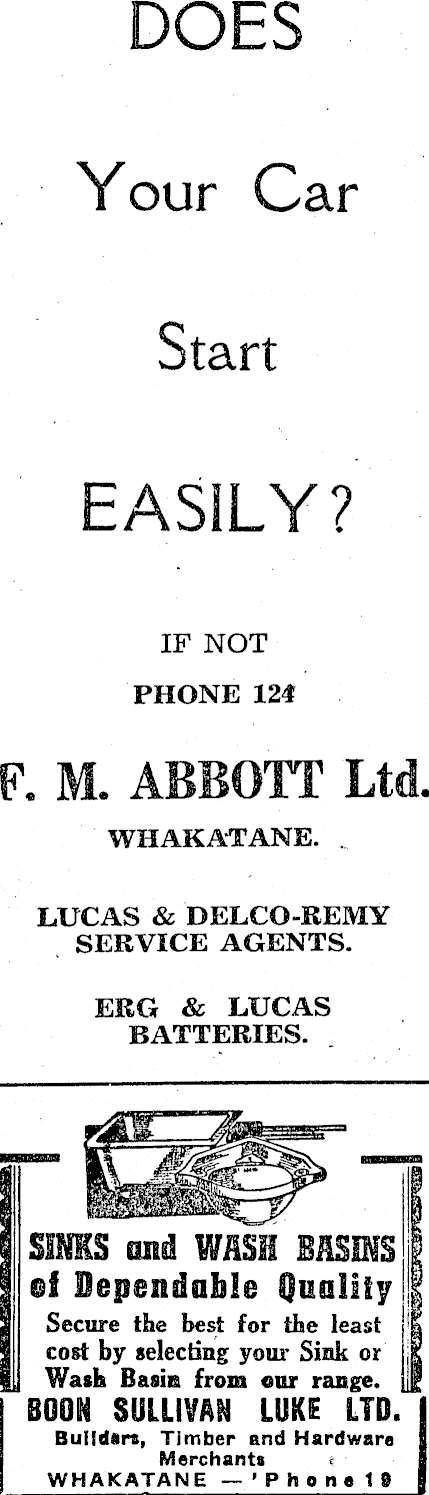 DOES
Your Car
Start
EASILY?
IF NOT
PHONE 124
F. M. ABBOTT Ltd.
WHAKATANE.
LUCAS & DELCO-REMY
SERVICE AGENTS.
ERG & LUCAS
BATTERIES.
SINKS and WASH BASINS
of Dependable Quality
Secure the best for the least
cost by selecting your Sink or
Wash Basin from our range.
BOON SULLIVAN LUKE LTD.
Builders, Timber and Hardware
Merchants
WHAKATANE — 'Phone 19